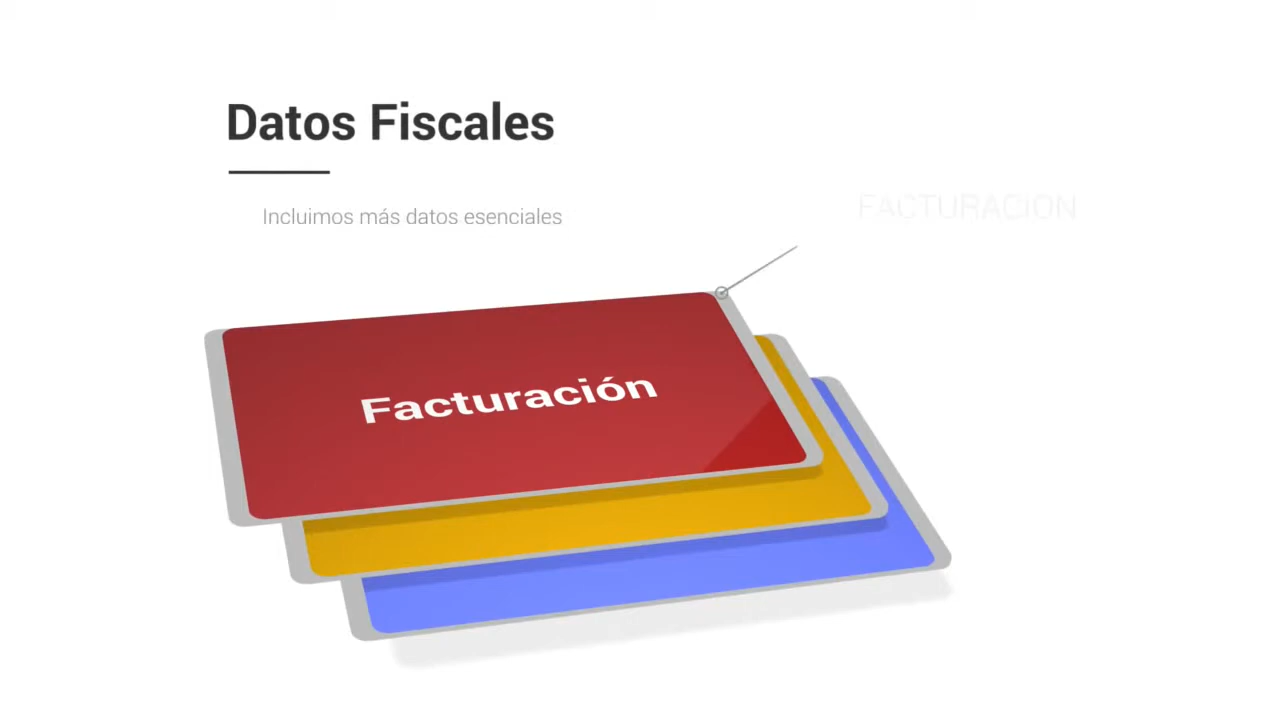 Datos Fiscales
Incluimos más datos esenciales
FACTURACION
Facturación